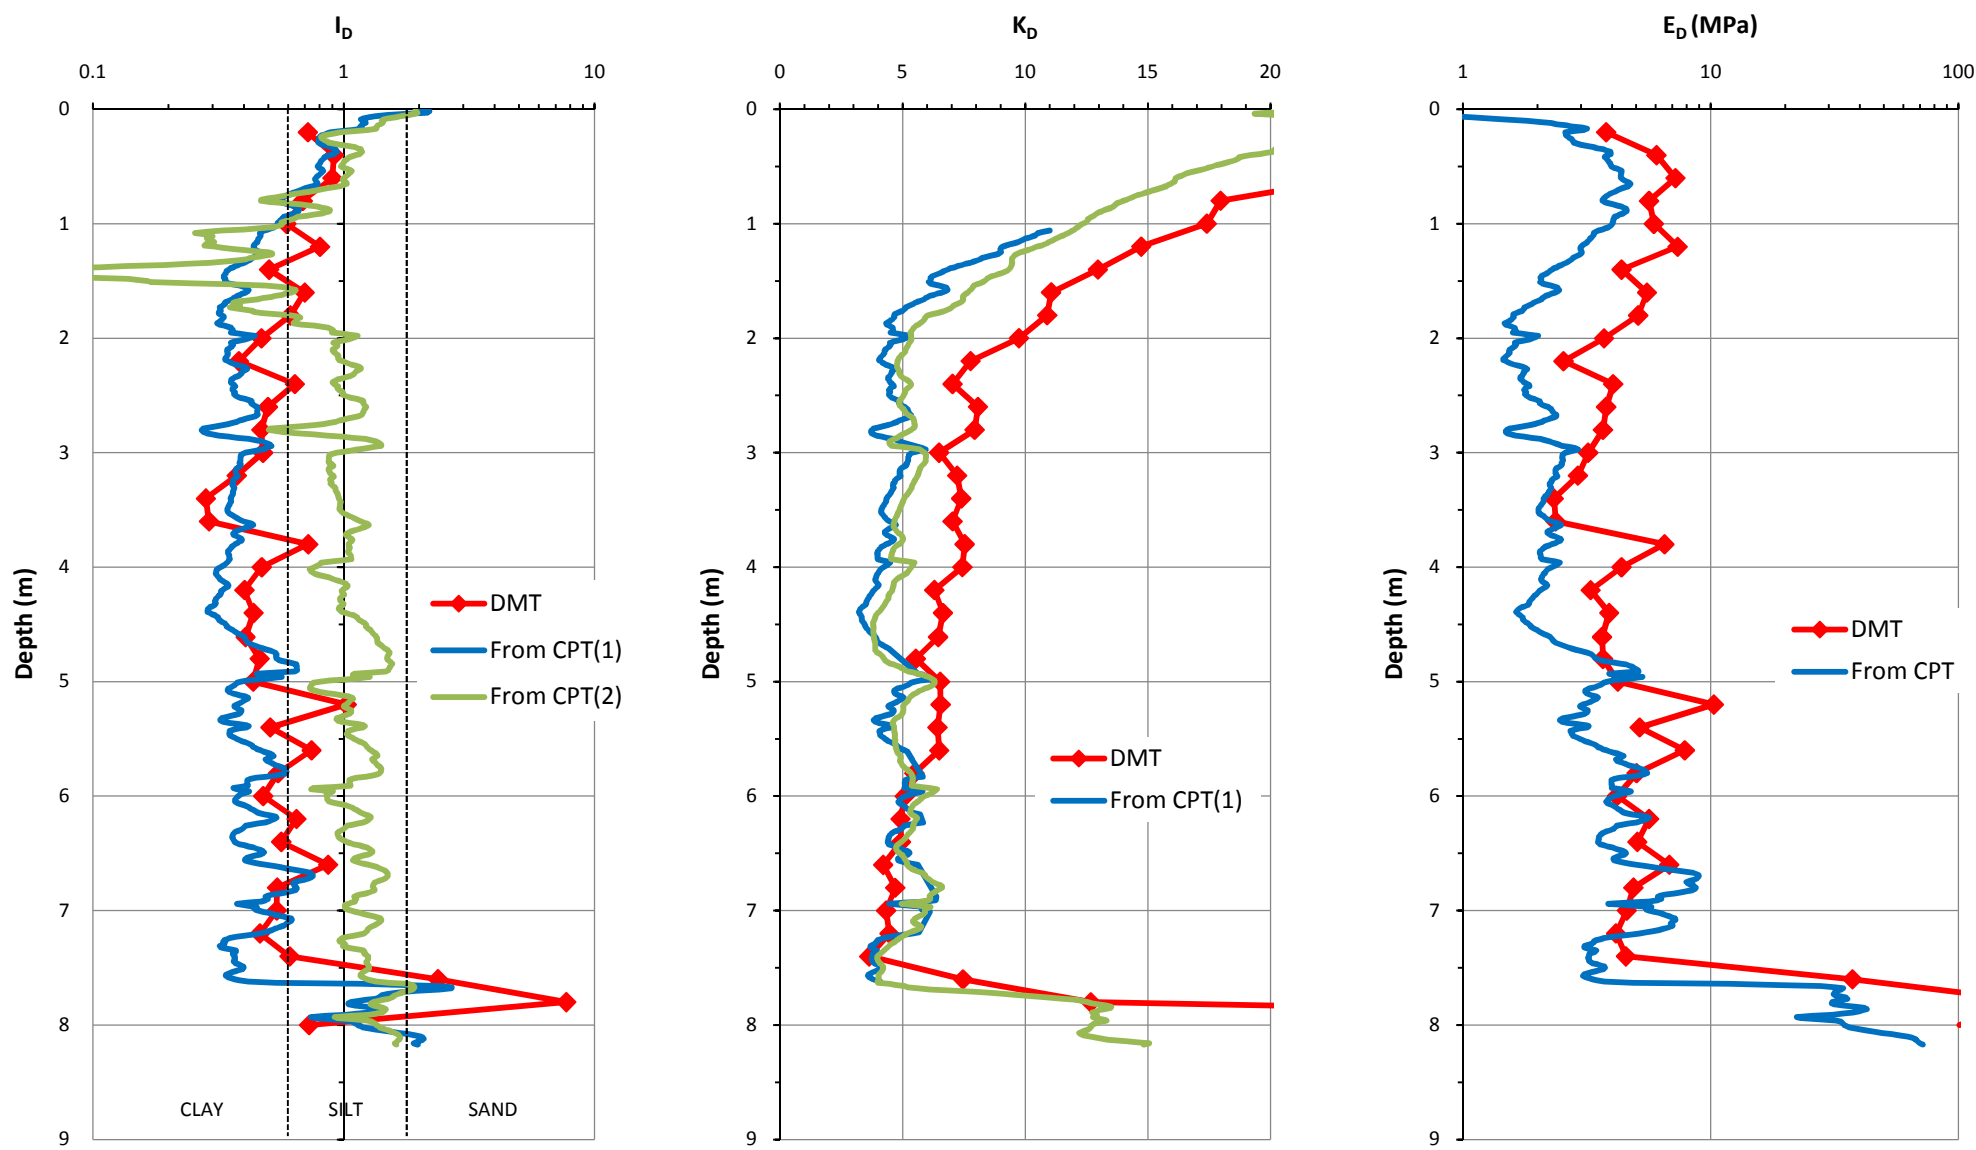 I_D
0.1 1 10
0
1
2
3
4
5
6
7
8
9
Depth (m)
DMT
From CPT(1)
From CPT(2)
CLAY SILT SAND
K_D
0 5 10 15 20
0
1
2
3
4
5
6
7
8
9
Depth (m)
DMT
From CPT(1)
E_D (MPa)
1 10 100
0
1
2
3
4
5
6
7
8
9
Depth (m)
DMT
From CPT